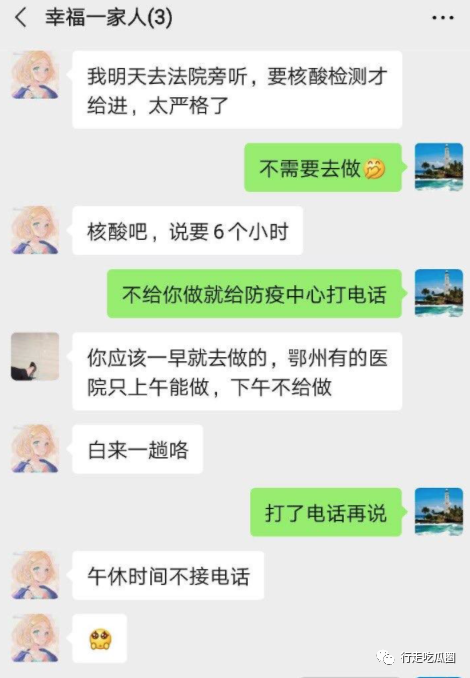 幸福一家人(3)
我明天去法院旁听，要核酸检测才
给进，太严格了
不需要去做🤣
核酸吧，说要6个小时
不给你做就给防疫中心打电话
你应该一早就去做的，鄂州有的医
院只上午能做，下午不给做
白来一趟咯
打了电话再说
午休时间不接电话
行走吃瓜圈